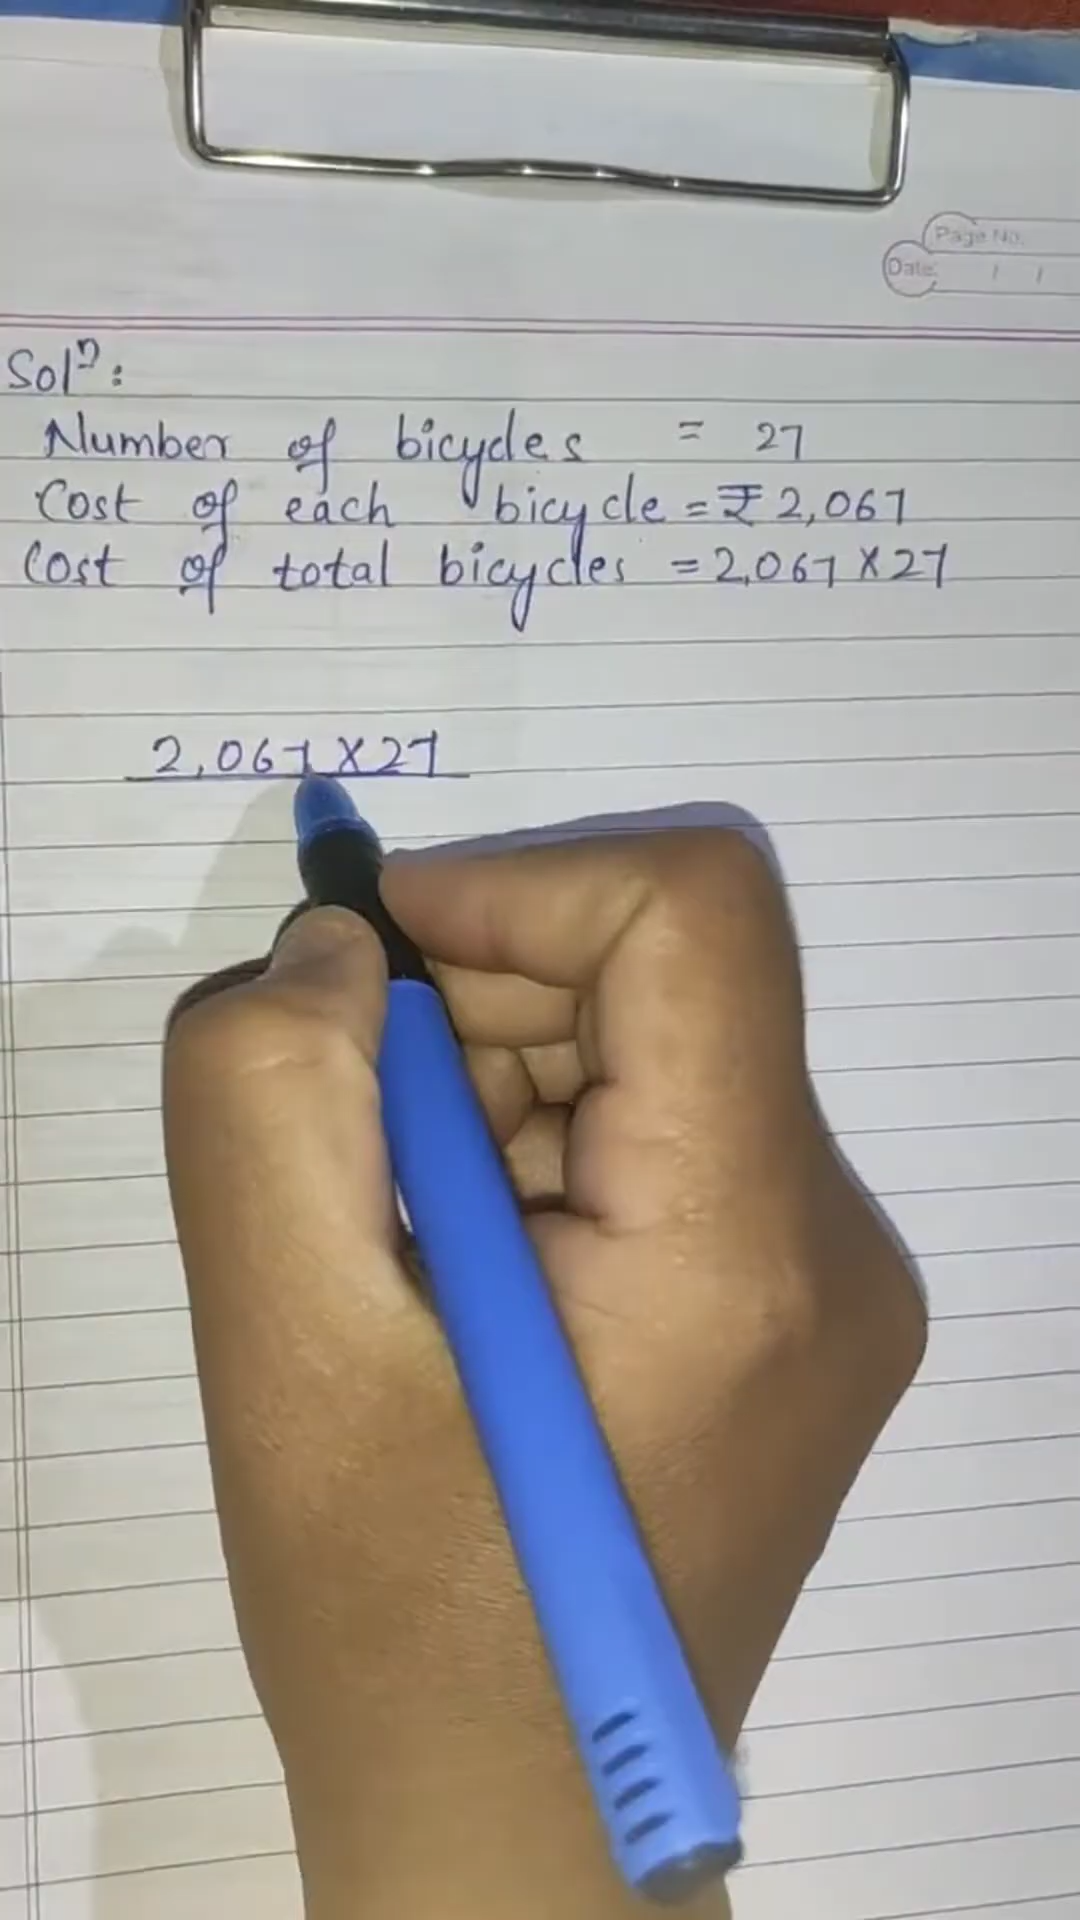 Page No.
Date: / /
Solⁿ:
Number of bicycles = 27
Cost of each bicycle = ₹ 2,067
Cost of total bicycles = 2,067 × 27
2,067 × 27